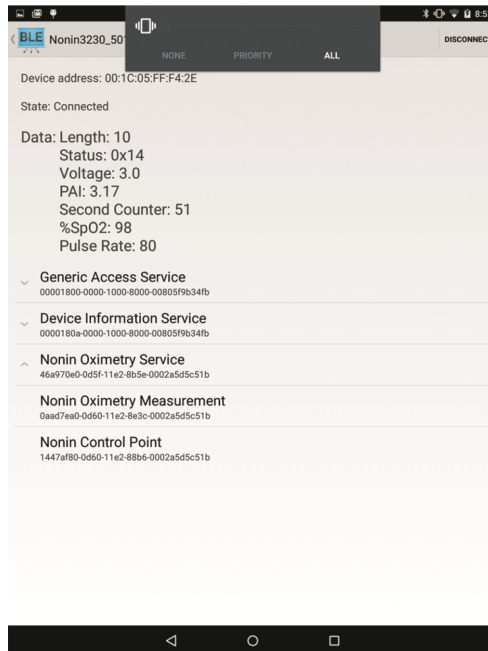 8:5
BLE Nonin3230_501
DISCONNEC
NONE PRIORITY ALL
Device address: 00:1C:05:FF:F4:2E
State: Connected
Data: Length: 10
Status: 0x14
Voltage: 3.0
PAI: 3.17
Second Counter: 51
%SpO2: 98
Pulse Rate: 80
Generic Access Service
00001800-0000-1000-8000-00805f9b34fb
Device Information Service
0000180a-0000-1000-8000-00805f9b34fb
Nonin Oximetry Service
46a970e0-0d5f-11e2-8b5e-0002a5d5c51b
Nonin Oximetry Measurement
0aad7ea0-0d60-11e2-8e3c-0002a5d5c51b
Nonin Control Point
1447af80-0d60-11e2-88b6-0002a5d5c51b